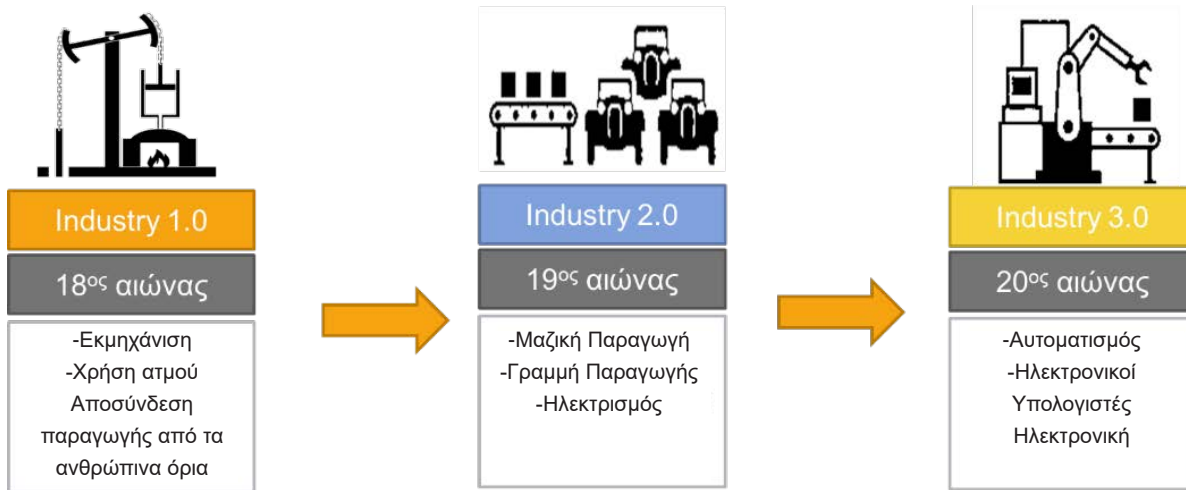 Industry 1.0
18ος αιώνας
-Εκμηχάνιση
-Χρήση ατμού
Αποσύνδεση
παραγωγής από τα
ανθρώπινα όρια
Industry 2.0
19ος αιώνας
-Μαζική Παραγωγή
-Γραμμή Παραγωγής
-Ηλεκτρισμός
Industry 3.0
20ος αιώνας
-Αυτοματισμός
-Ηλεκτρονικοί
Υπολογιστές
Ηλεκτρονική